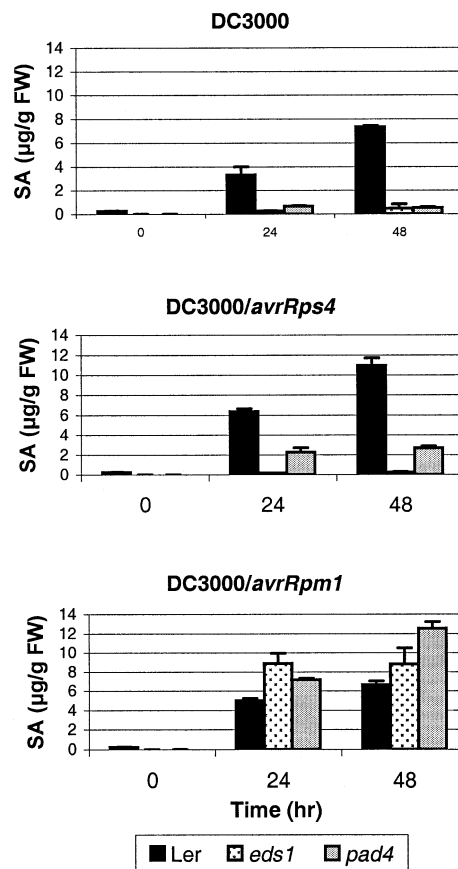 DC3000
SA (µg/g FW)
14
12
10
8
6
4
2
0
0 24 48
DC3000/avrRps4
SA (µg/g FW)
14
12
10
8
6
4
2
0
0 24 48
DC3000/avrRpm1
SA (µg/g FW)
14
12
10
8
6
4
2
0
0 24 48
Time (hr)
Ler eds1 pad4